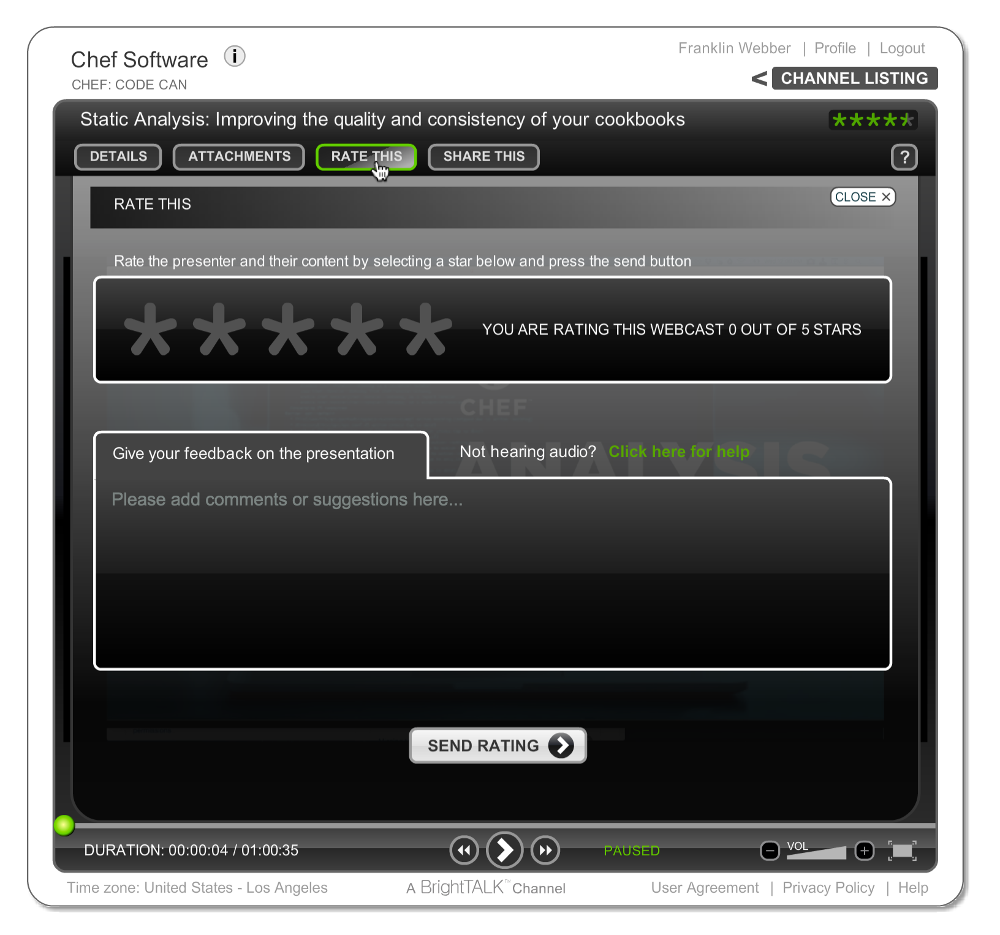 Chef Software
CHEF: CODE CAN
Franklin Webber | Profile | Logout
< CHANNEL LISTING
Static Analysis: Improving the quality and consistency of your cookbooks
DETAILS
ATTACHMENTS
RATE THIS
SHARE THIS
?
RATE THIS
CLOSE ×
Rate the presenter and their content by selecting a star below and press the send button
YOU ARE RATING THIS WEBCAST 0 OUT OF 5 STARS
CHEF
ANALYSIS
Give your feedback on the presentation
Not hearing audio? Click here for help
Please add comments or suggestions here...
SEND RATING
DURATION: 00:00:04 / 01:00:35
PAUSED
VOL
Time zone: United States - Los Angeles
A BrightTALK™ Channel
User Agreement | Privacy Policy | Help